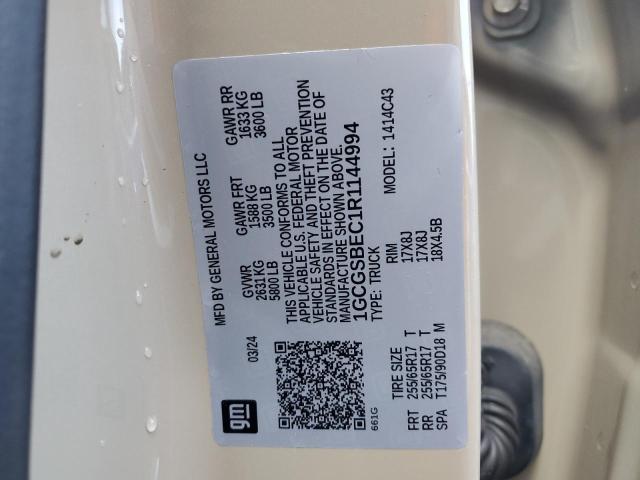 gm
MFD BY GENERAL MOTORS LLC
03/24
GVWR GAWR FRT GAWR RR
2631 KG 1588 KG 1633 KG
5800 LB 3500 LB 3600 LB
THIS VEHICLE CONFORMS TO ALL
APPLICABLE U.S. FEDERAL MOTOR
VEHICLE SAFETY AND THEFT PREVENTION
STANDARDS IN EFFECT ON THE DATE OF
MANUFACTURE SHOWN ABOVE.
1GCGSBEC1R1144994
661G TYPE: TRUCK MODEL: 1414C43
TIRE SIZE RIM
FRT 255/65R17 T 17X8J
RR 255/65R17 T 17X8J
SPA T175/90D18 M 18X4.5B